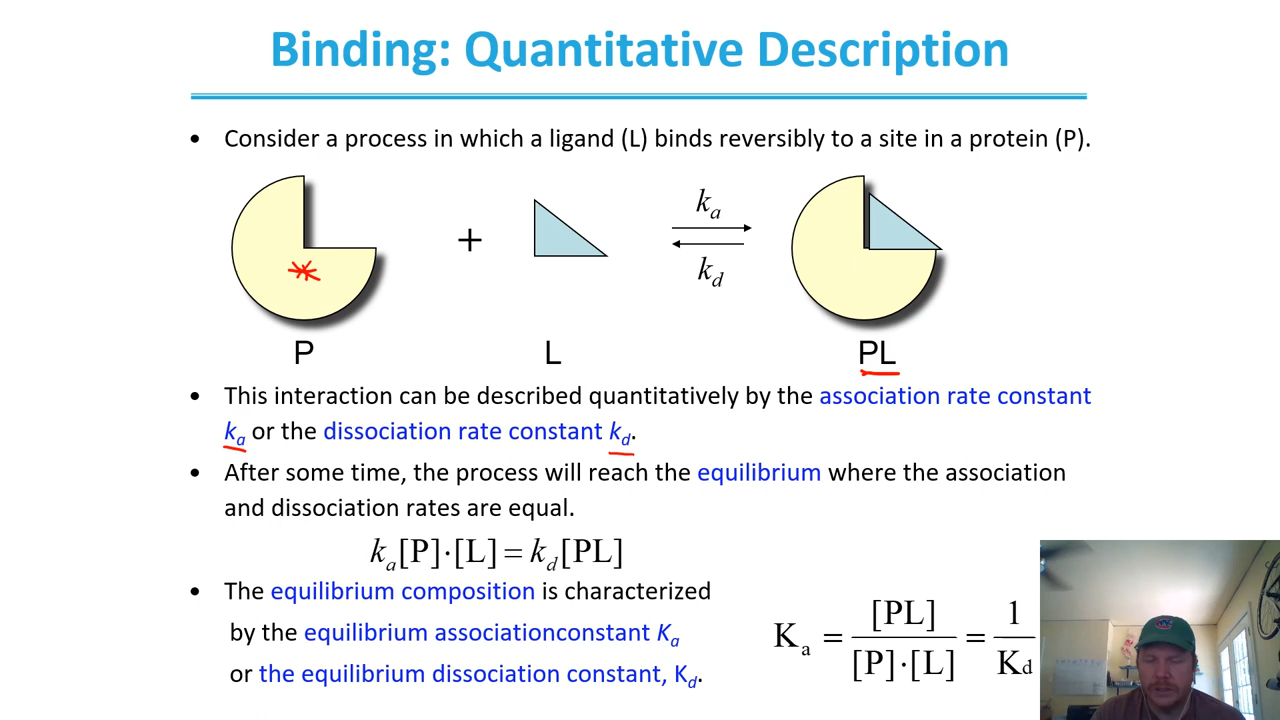 Binding: Quantitative Description
• Consider a process in which a ligand (L) binds reversibly to a site in a protein (P).
P + L ka kd PL
• This interaction can be described quantitatively by the association rate constant
ka or the dissociation rate constant kd.
• After some time, the process will reach the equilibrium where the association
and dissociation rates are equal.
ka[P]·[L] = kd[PL]
• The equilibrium composition is characterized
by the equilibrium associationconstant Ka
or the equilibrium dissociation constant, Kd.
Ka = [PL] / [P]·[L] = 1 / Kd